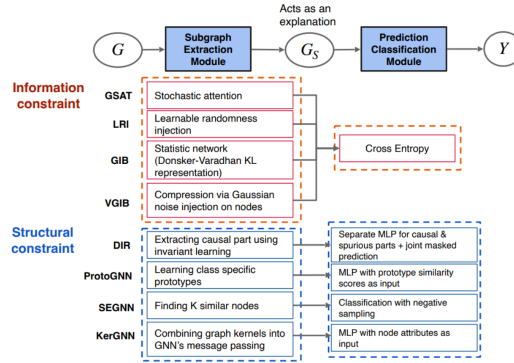 Acts as an
explanation
G
Subgraph
Extraction
Module
G_S
Prediction
Classification
Module
Y
Information
constraint
GSAT
Stochastic attention
LRI
Learnable randomness
injection
GIB
Statistic network
(Donsker-Varadhan KL
representation)
VGIB
Compression via Gaussian
noise injection on nodes
Cross Entropy
Structural
constraint
DIR
Extracting causal part using
invariant learning
Separate MLP for causal &
spurious parts + joint masked
prediction
ProtoGNN
Learning class specific
prototypes
MLP with prototype similarity
scores as input
SEGNN
Finding K similar nodes
Classification with negative
sampling
KerGNN
Combining graph kernels into
GNN's message passing
MLP with node attributes as
input